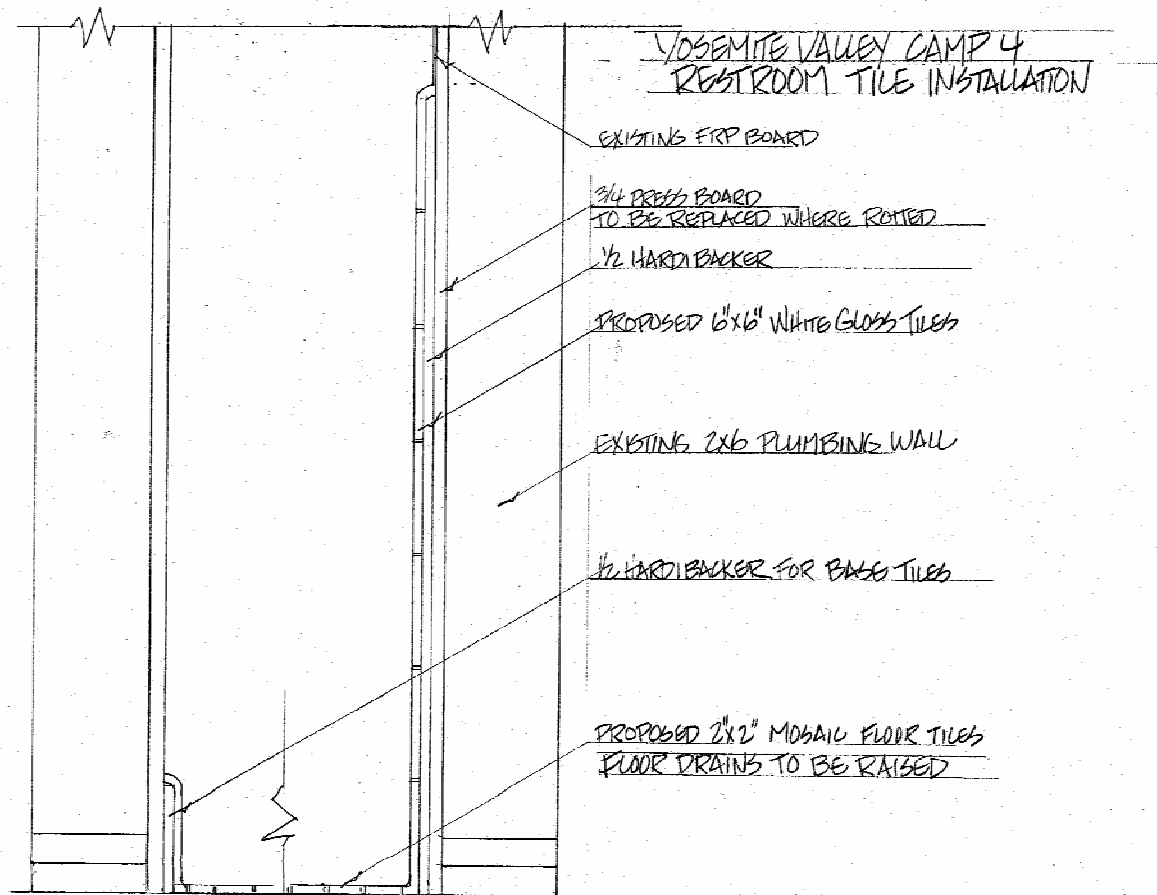 YOSEMITE VALLEY CAMP 4
RESTROOM TILE INSTALLATION
EXISTING FRP BOARD
3/4 PRESS BOARD
TO BE REPLACED WHERE ROTTED
1/2 HARDI BACKER
PROPOSED 6"X6" WHITE GLOSS TILES
EXISTING 2X6 PLUMBING WALL
1/2 HARDIBACKER FOR BASE TILES
PROPOSED 2"X2" MOSAIC FLOOR TILES
FLOOR DRAINS TO BE RAISED